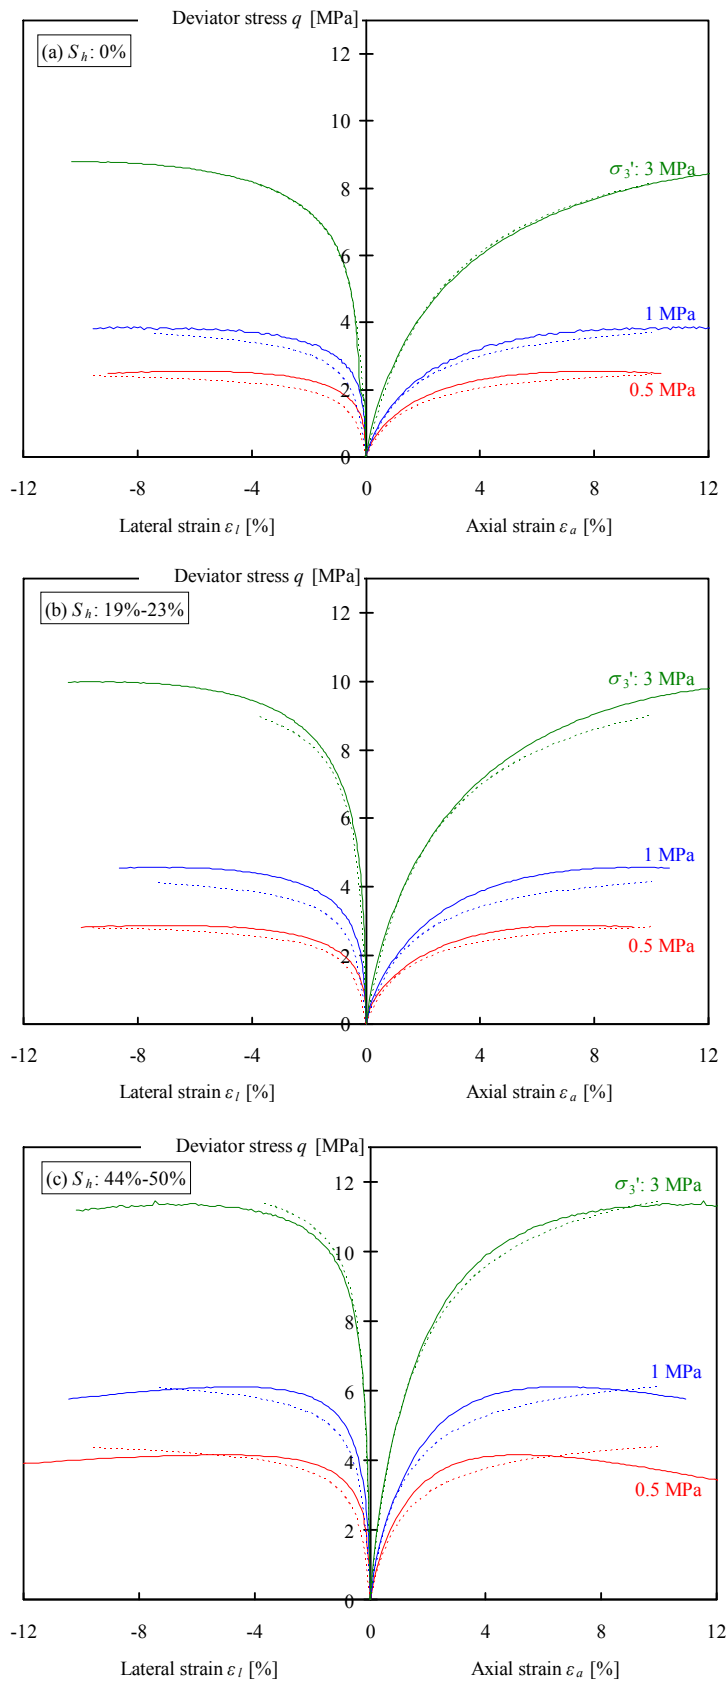 Deviator stress q [MPa]
(a) S_h: 0%
12
10
σ_3': 3 MPa
8
6
1 MPa
4
2
0.5 MPa
0
-12 -8 -4 0 4 8 12
Lateral strain ε_l [%] Axial strain ε_a [%]
Deviator stress q [MPa]
(b) S_h: 19%-23%
12
10
σ_3': 3 MPa
8
6
1 MPa
4
2
0.5 MPa
0
-12 -8 -4 0 4 8 12
Lateral strain ε_l [%] Axial strain ε_a [%]
Deviator stress q [MPa]
(c) S_h: 44%-50%
12
σ_3': 3 MPa
10
8
1 MPa
6
4
0.5 MPa
2
0
-12 -8 -4 0 4 8 12
Lateral strain ε_l [%] Axial strain ε_a [%]